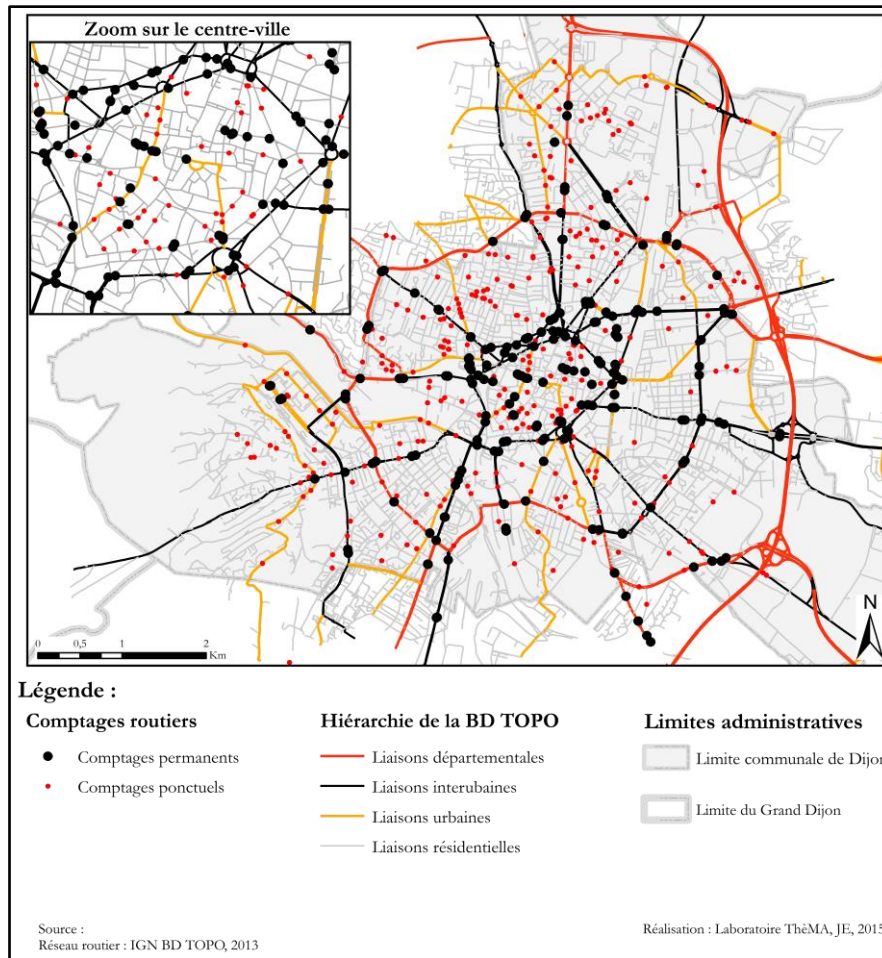 Zoom sur le centre-ville
N
0 0,5 1 2
Km
Légende :
Comptages routiers
Comptages permanents
Comptages ponctuels
Hiérarchie de la BD TOPO
Liaisons départementales
Liaisons interubaines
Liaisons urbaines
Liaisons résidentielles
Limites administratives
Limite communale de Dijon
Limite du Grand Dijon
Source :
Réseau routier : IGN BD TOPO, 2013
Réalisation : Laboratoire ThèMA, JE, 2015